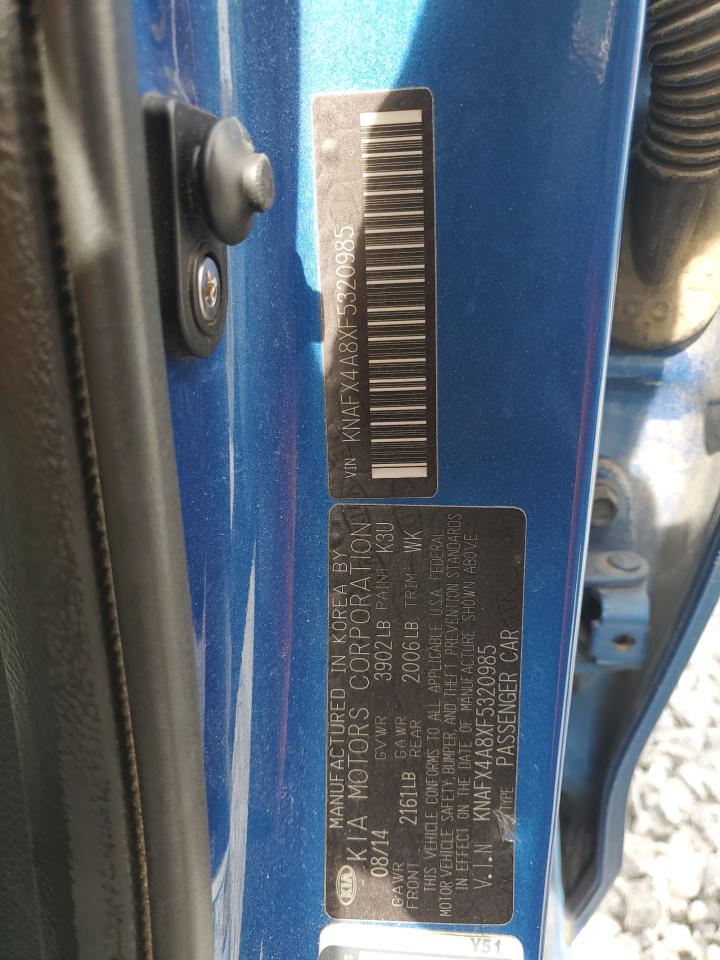 VIN KNAFX4A8XF5320985
MANUFACTURED IN KOREA BY
KIA KIA MOTORS CORPORATION
08/14 GVWR 3902LB PAINT K3U
GAWR FRONT 2161LB GAWR REAR 2006LB TRIM WK
THIS VEHICLE CONFORMS TO ALL APPLICABLE U.S.A FEDERAL
MOTOR VEHICLE SAFETY, BUMPER, AND THEFT PREVENTION STANDARDS
IN EFFECT ON THE DATE OF MANUFACTURE SHOWN ABOVE
V.I.N KNAFX4A8XF5320985
TYPE PASSENGER CAR
Y51